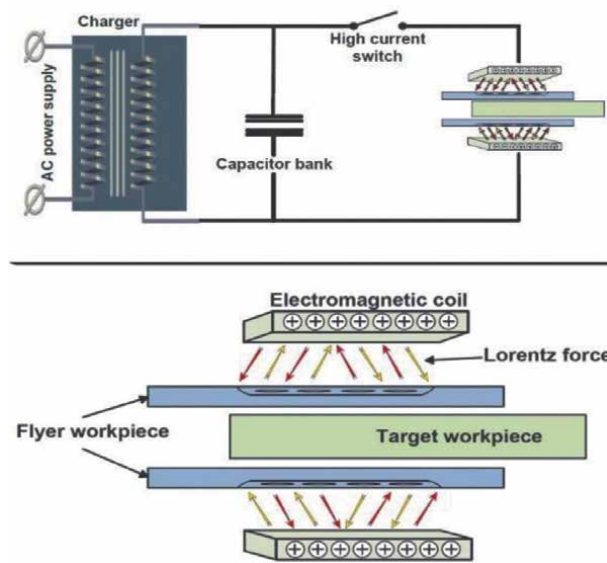 Charger
AC power supply
High current
switch
Capacitor bank
Electromagnetic coil
Lorentz force
Flyer workpiece
Target workpiece